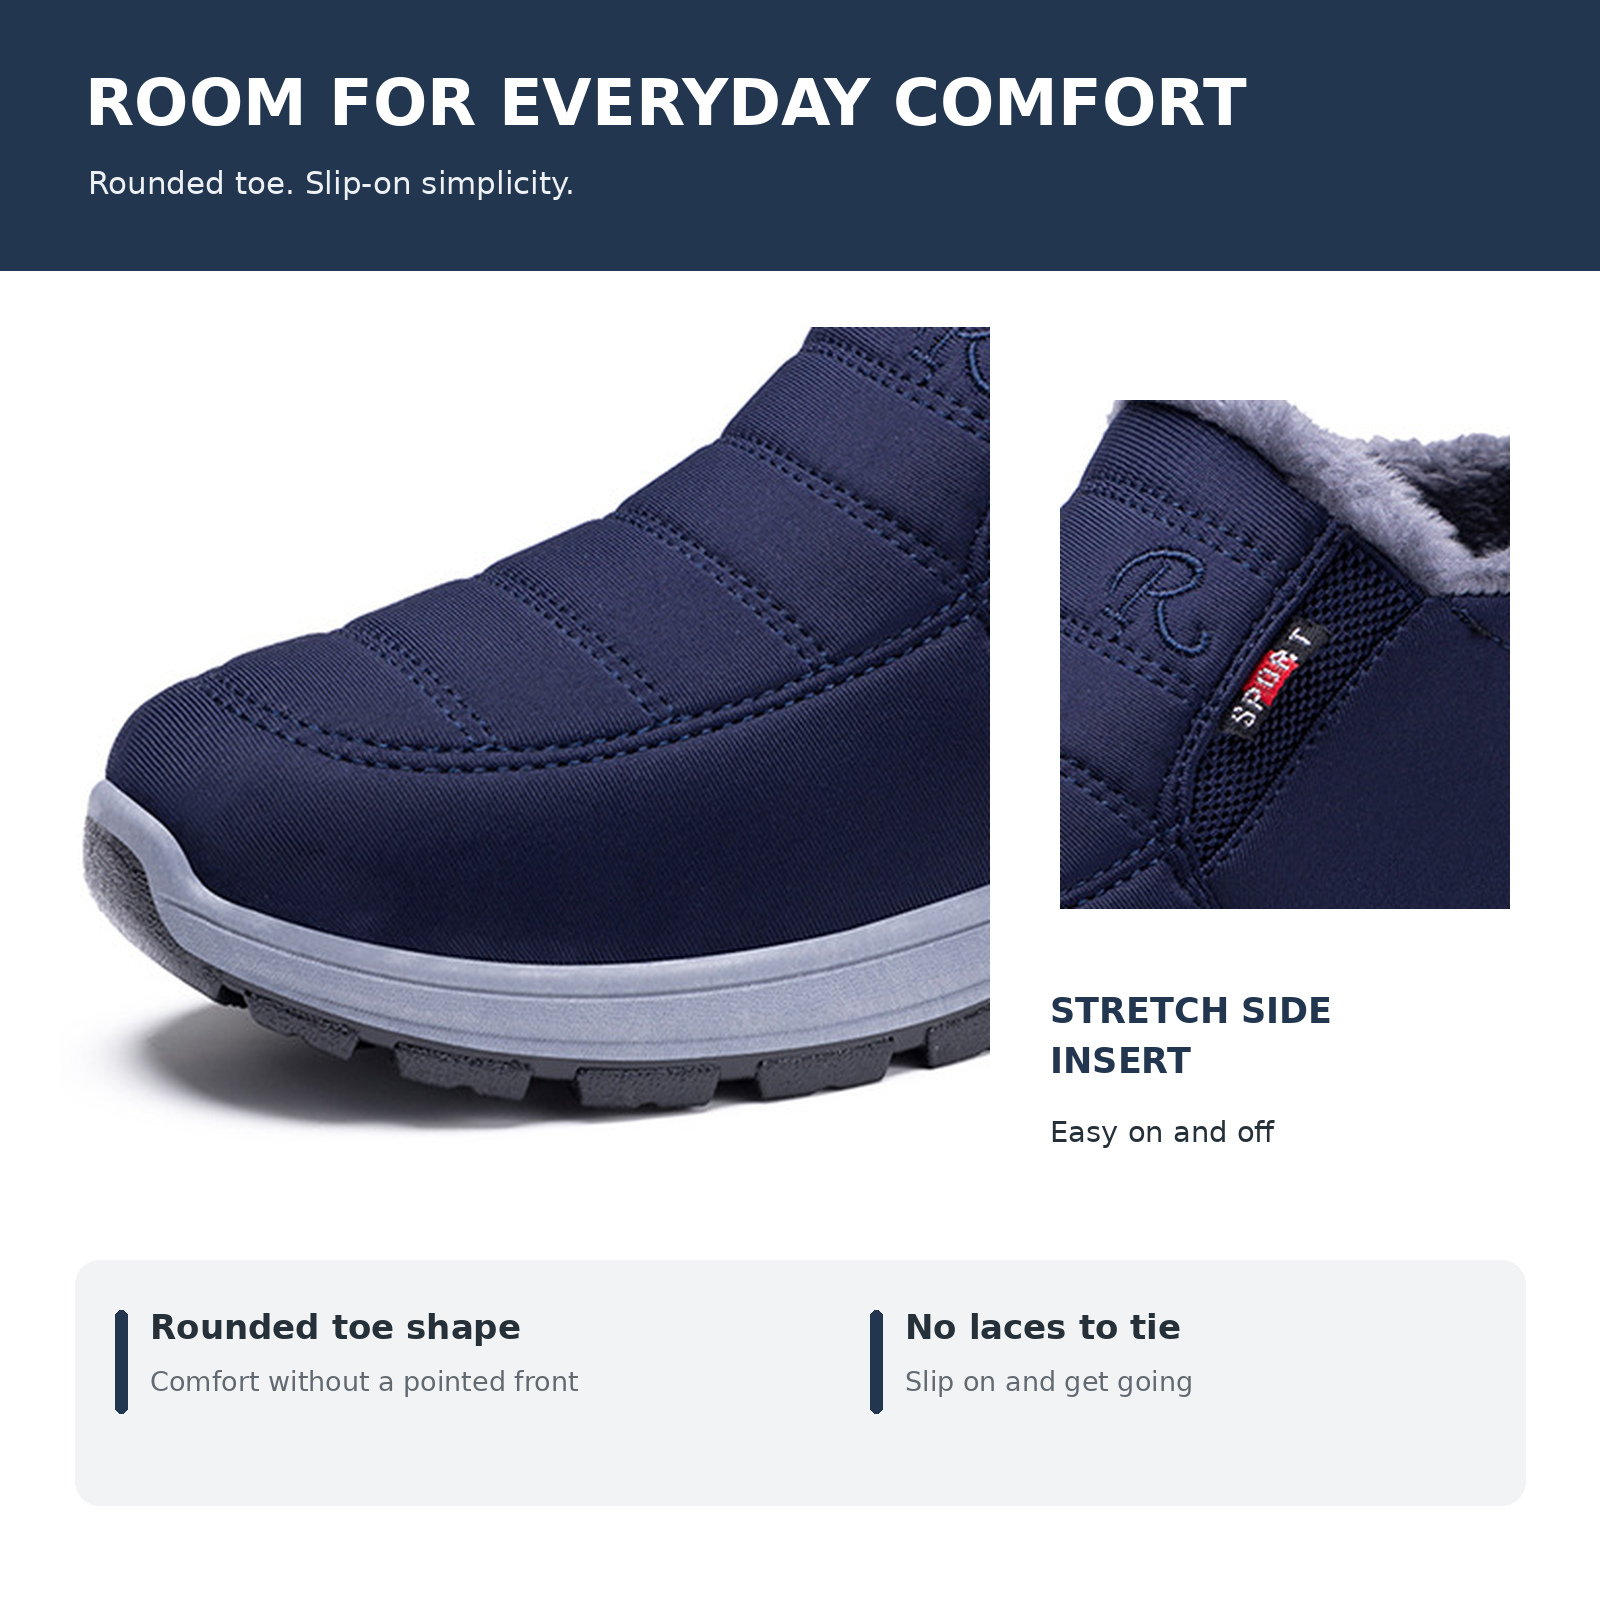 ROOM FOR EVERYDAY COMFORT
Rounded toe. Slip-on simplicity.
R
R
SPORT
STRETCH SIDE
INSERT
Easy on and off
Rounded toe shape
Comfort without a pointed front
No laces to tie
Slip on and get going